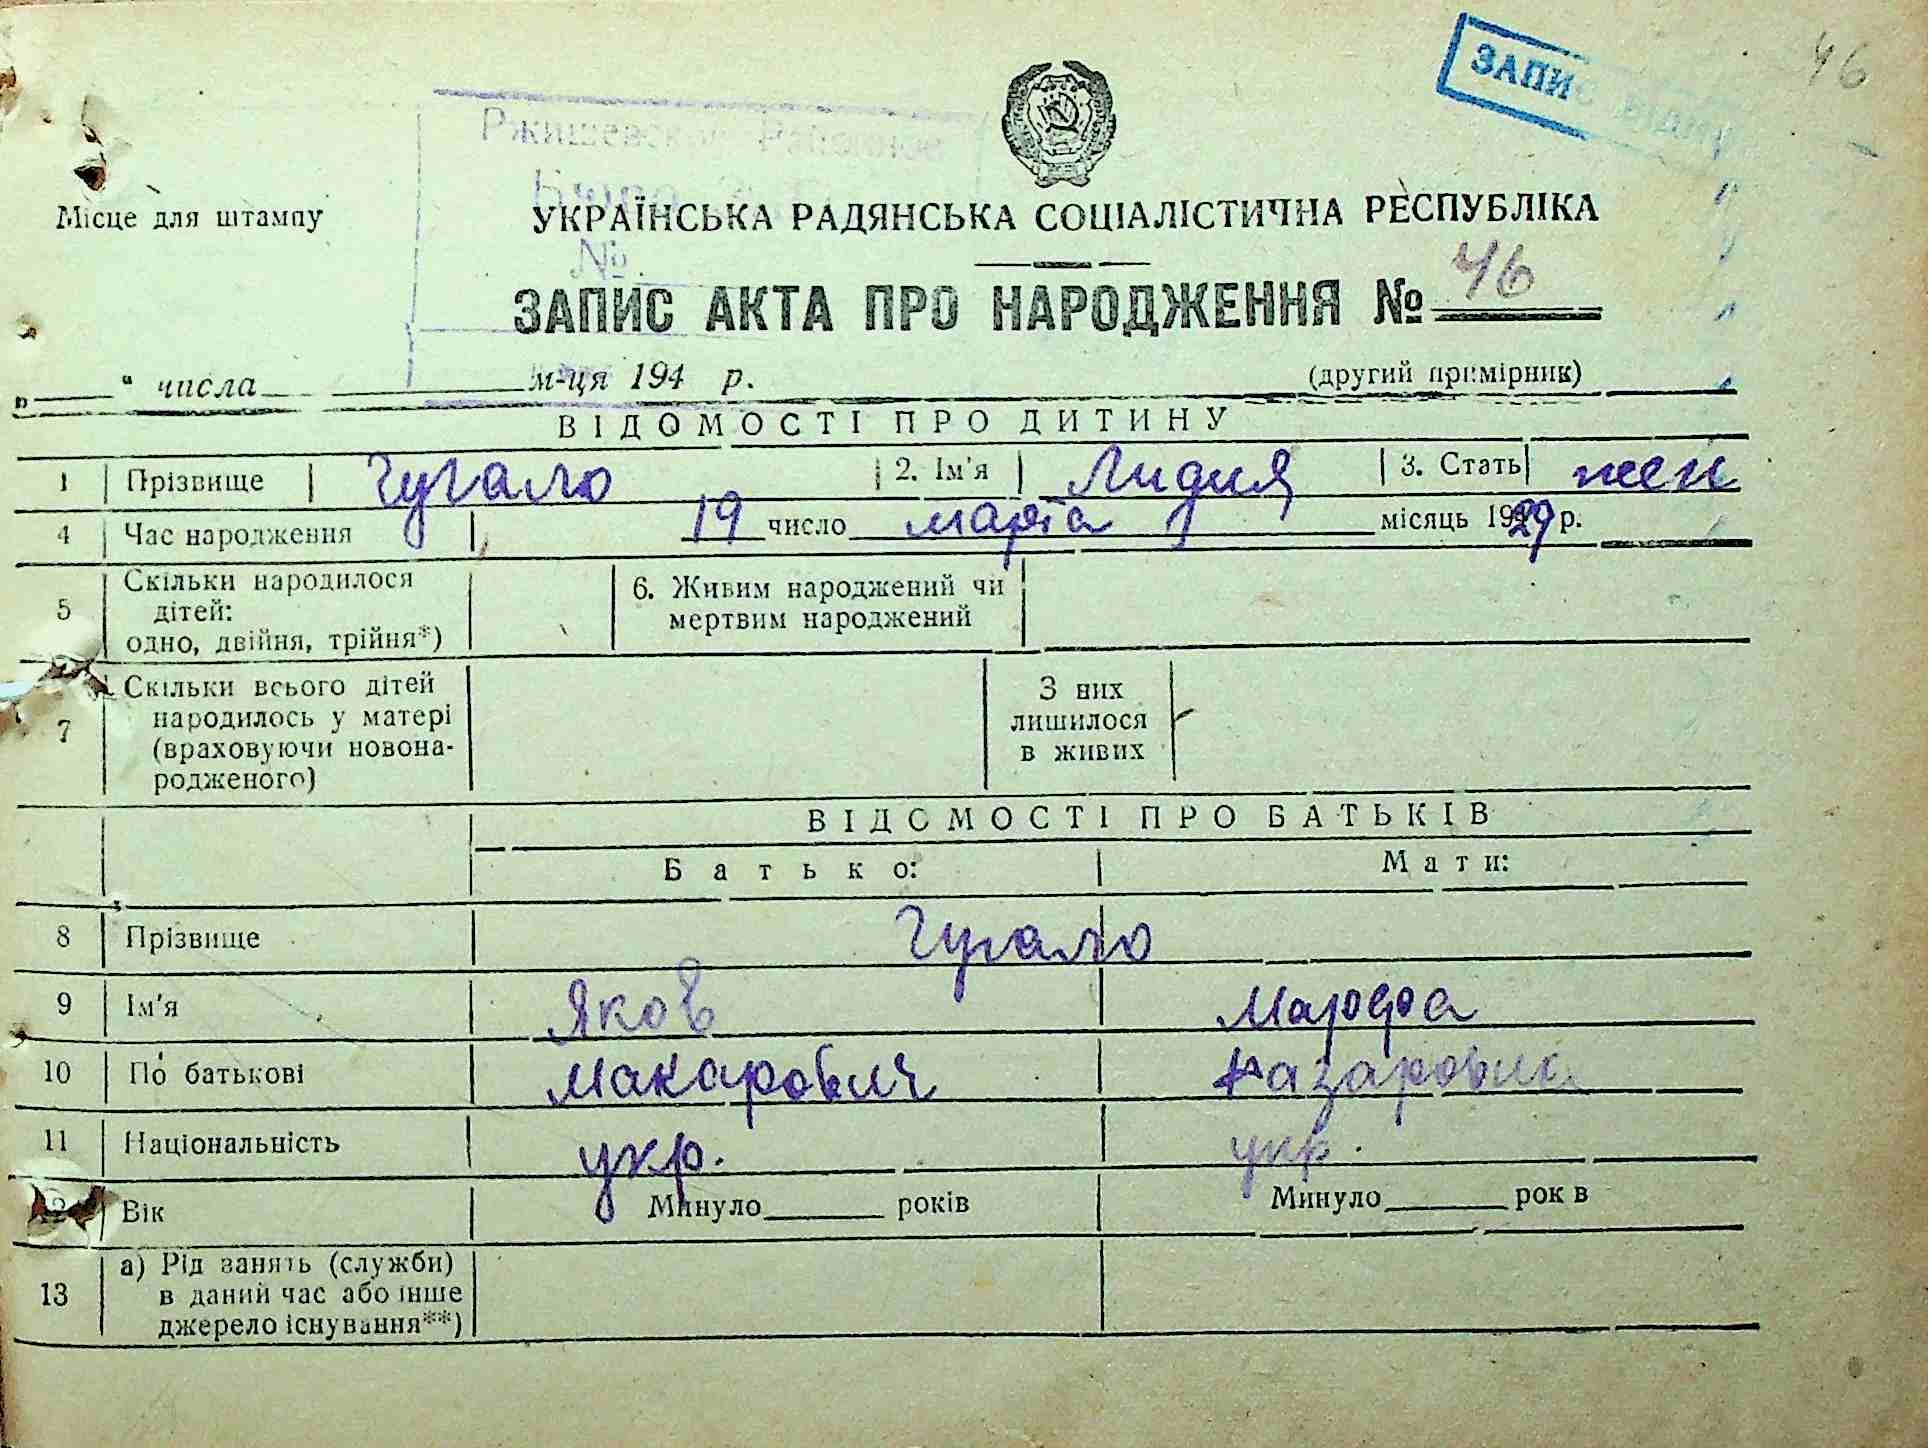 46
ЗАПИС
Ржищевское Районное
Бюро
№
Місце для штампу
УКРАЇНСЬКА РАДЯНСЬКА СОЦІАЛІСТИЧНА РЕСПУБЛІКА
ЗАПИС АКТА ПРО НАРОДЖЕННЯ № 46
„ “ числа м-ця 194 р. (другий примірник)
ВІДОМОСТІ ПРО ДИТИНУ
1 Прізвище Чугало 2. Ім'я Лидия 3. Стать жен
4 Час народження 19 число марта місяць 1929 р.
5 Скільки народилося дітей: одно, двійня, трійня*) 6. Живим народжений чи мертвим народжений
7 Скільки всього дітей народилось у матері (враховуючи новонародженого) З них лишилося в живих
ВІДОМОСТІ ПРО БАТЬКІВ
Батько: Мати:
8 Прізвище Чугало
9 Ім'я Яков Марфа
10 По батькові Макарович Назаровна
11 Національність укр. укр.
12 Вік Минуло років Минуло рок в
13 а) Рід занять (служби) в даний час або інше джерело існування**)